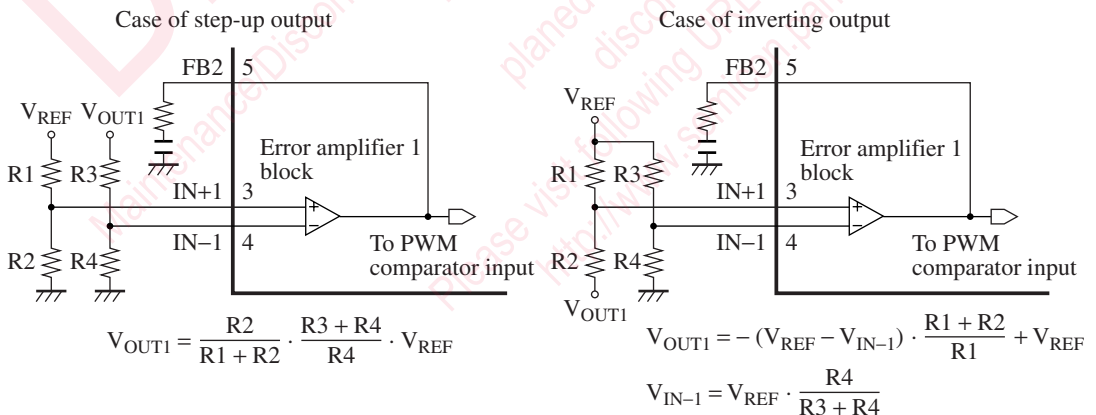 Case of step-up output
FB2 5
VREF VOUT1
Error amplifier 1
block
R1 R3
IN+1 3
IN−1 4
R2 R4
To PWM
comparator input
VOUT1 = R2 / (R1 + R2) · (R3 + R4) / R4 · VREF
Case of inverting output
FB2 5
VREF
Error amplifier 1
block
R1 R3
IN+1 3
IN−1 4
R2 R4
To PWM
comparator input
VOUT1
VOUT1 = − (VREF − VIN−1) · (R1 + R2) / R1 + VREF
VIN−1 = VREF · R4 / (R3 + R4)
Please visit following